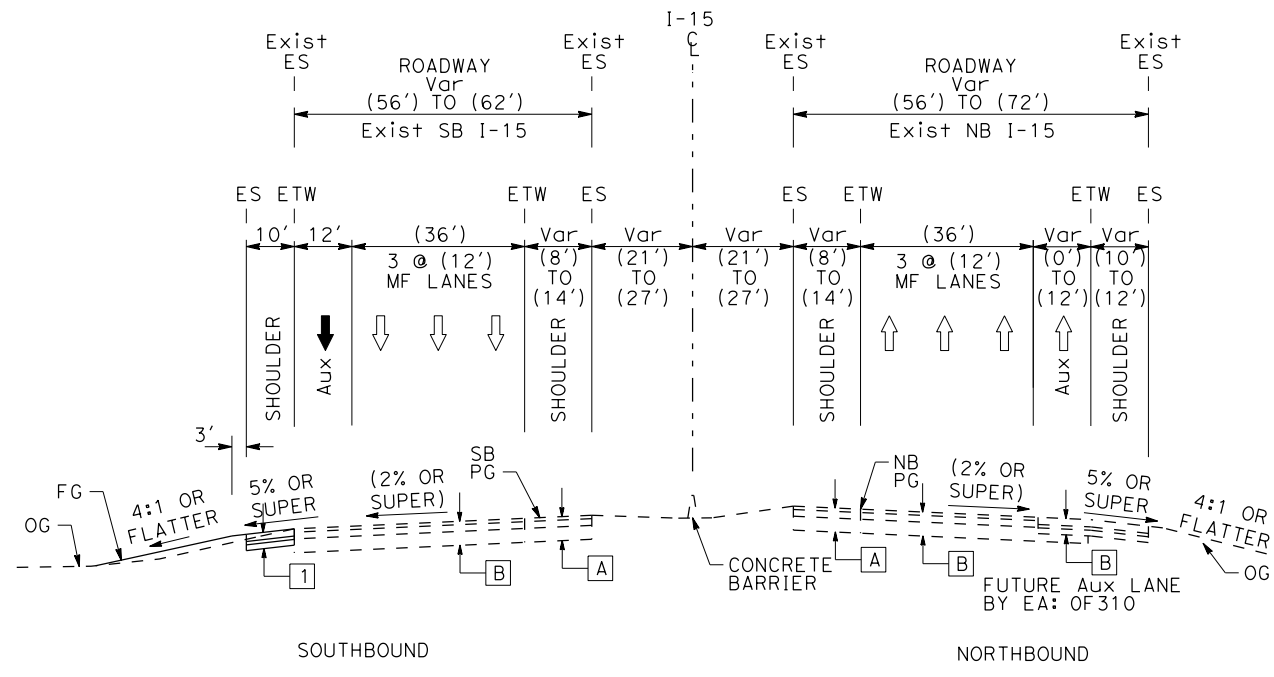 I-15
CL
Exist
ES
Exist
ES
Exist
ES
Exist
ES
ROADWAY
Var
(56') TO (62')
Exist SB I-15
ROADWAY
Var
(56') TO (72')
Exist NB I-15
ES ETW
ETW ES
ES ETW
ETW ES
10'
12'
(36')
3 @ (12')
MF LANES
Var
(8')
TO
(14')
Var
(21')
TO
(27')
Var
(21')
TO
(27')
Var
(8')
TO
(14')
(36')
3 @ (12')
MF LANES
Var
(0')
TO
(12')
Var
(10')
TO
(12')
SHOULDER
Aux
SHOULDER
SHOULDER
Aux
SHOULDER
3'
FG
OG
4:1 OR
FLATTER
5% OR
SUPER
(2% OR
SUPER)
SB
PG
NB
PG
(2% OR
SUPER)
5% OR
SUPER
4:1 OR
FLATTER
OG
1
B
A
CONCRETE
BARRIER
A
B
B
FUTURE Aux LANE
BY EA: 0F310
SOUTHBOUND
NORTHBOUND